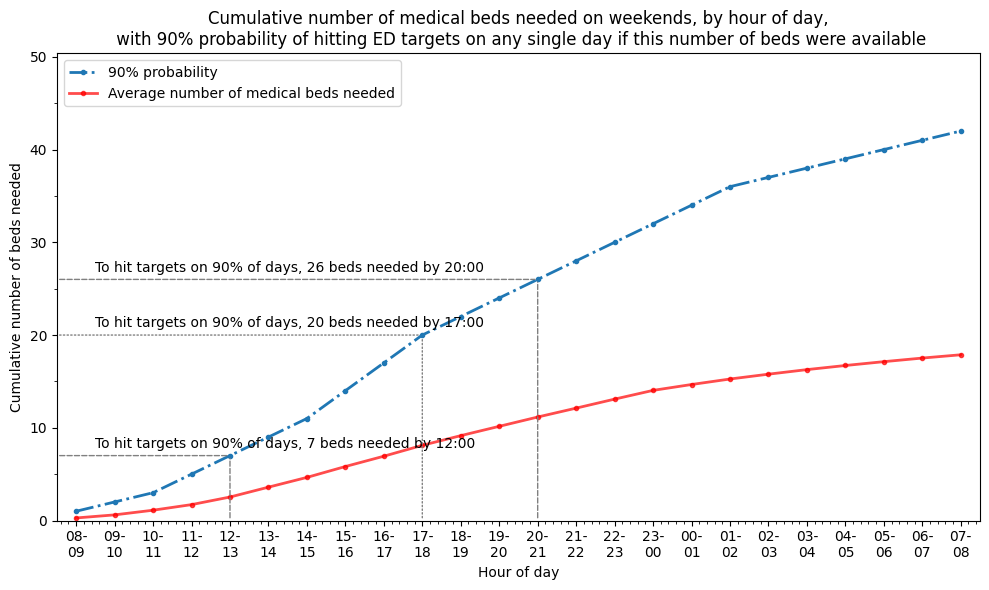 Cumulative number of medical beds needed on weekends, by hour of day,
with 90% probability of hitting ED targets on any single day if this number of beds were available
90% probability
Average number of medical beds needed
Cumulative number of beds needed
50
40
30
20
10
0
To hit targets on 90% of days, 26 beds needed by 20:00
To hit targets on 90% of days, 20 beds needed by 17:00
To hit targets on 90% of days, 7 beds needed by 12:00
08- 09- 10- 11- 12- 13- 14- 15- 16- 17- 18- 19- 20- 21- 22- 23- 00- 01- 02- 03- 04- 05- 06- 07-
09 10 11 12 13 14 15 16 17 18 19 20 21 22 23 00 01 02 03 04 05 06 07 08
Hour of day